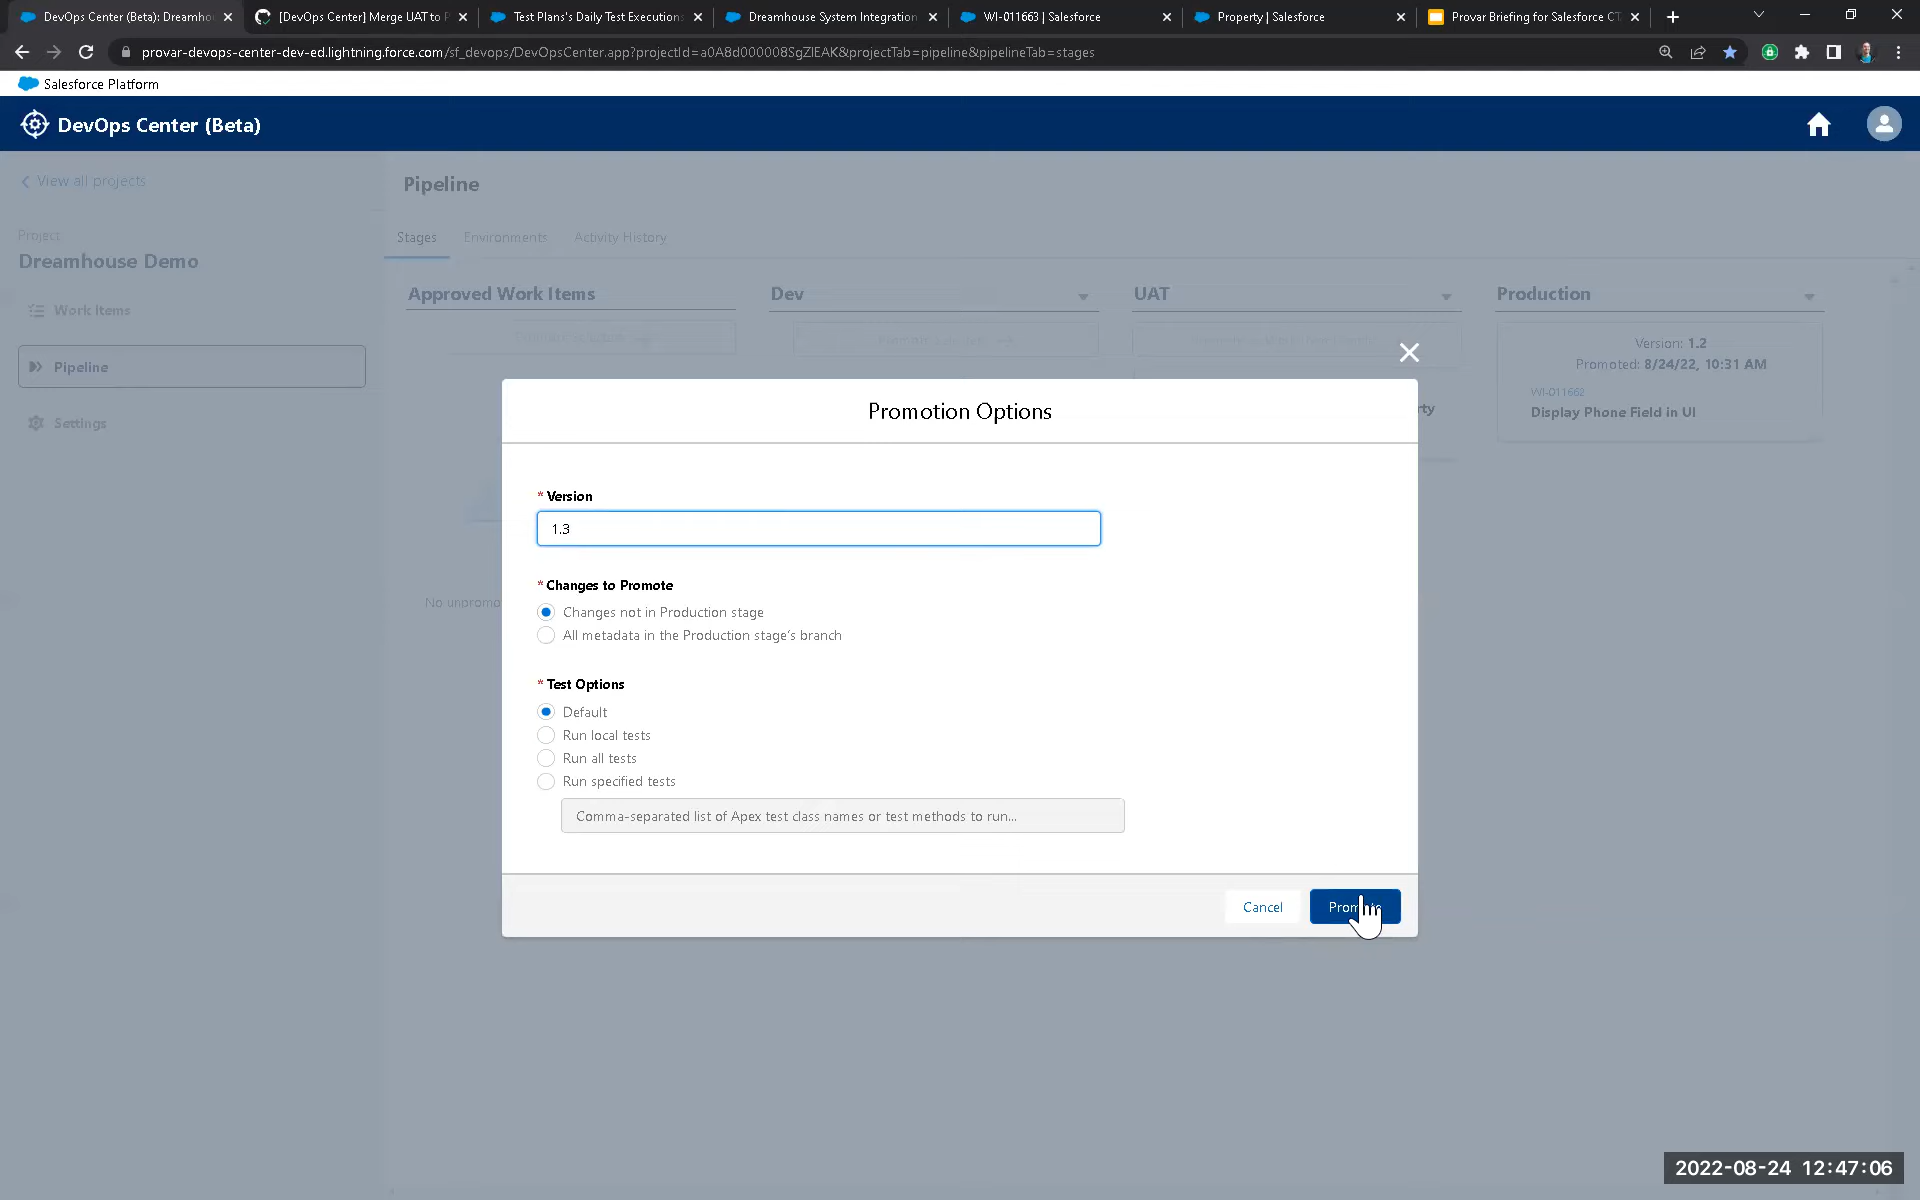 DevOps Center (Beta): Dreamho
[DevOps Center] Merge UAT to P
Test Plans's Daily Test Executions
Dreamhouse System Integration
WI-011663 | Salesforce
Property | Salesforce
Provar Briefing for Salesforce CT
provar-devops-center-dev-ed.lightning.force.com/sf_devops/DevOpsCenter.app?projectId=a0A8d000008SgZlEAK&projectTab=pipeline&pipelineTab=stages
Salesforce Platform
DevOps Center (Beta)
View all projects
Pipeline
Project
Dreamhouse Demo
Stages
Environments
Activity History
Work Items
Pipeline
Settings
Approved Work Items
Dev
UAT
Production
Version: 1.2
Promoted: 8/24/22, 10:31 AM
WI-011662
Display Phone Field in UI
rty
No unpromo
Promotion Options
* Version
1.3
* Changes to Promote
Changes not in Production stage
All metadata in the Production stage's branch
* Test Options
Default
Run local tests
Run all tests
Run specified tests
Comma-separated list of Apex test class names or test methods to run...
Cancel
2022-08-24 12:47:06